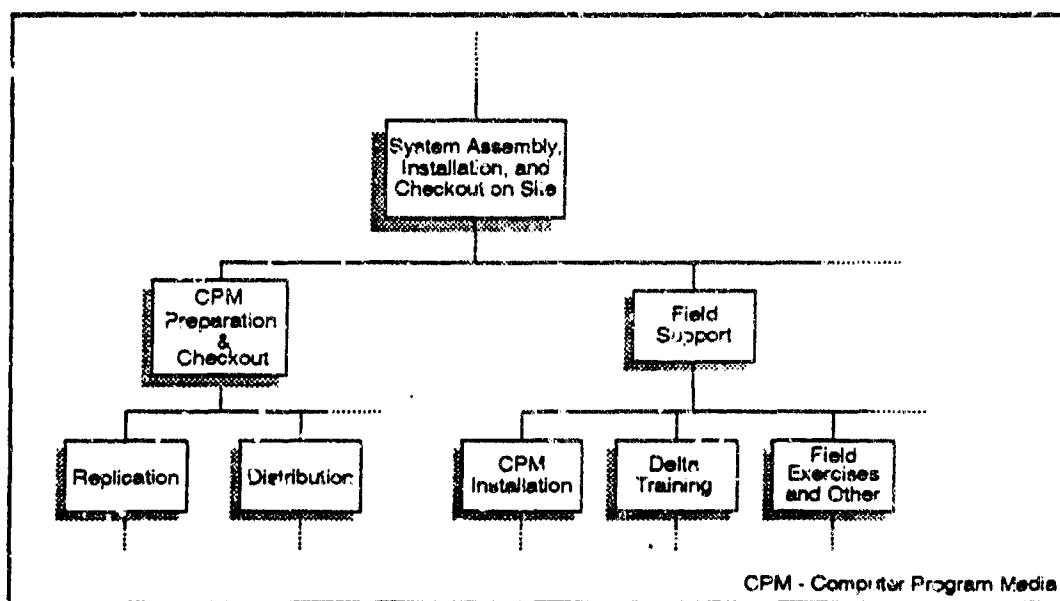 System Assembly,
Installation, and
Checkout on Site
CPM
Preparation
&
Checkout
Field
Support
Replication
Distribution
CPM
Installation
Delta
Training
Field
Exercises
and Other
CPM - Computer Program Media